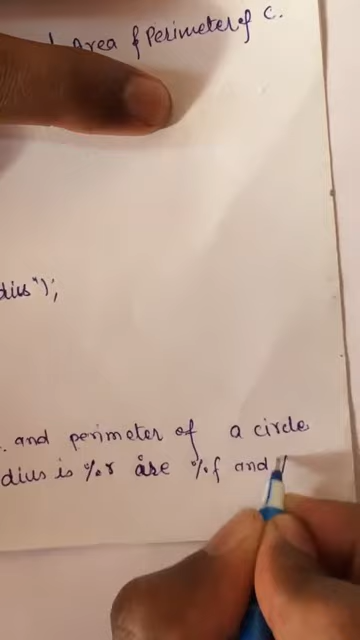 Area & Perimeter of C.
dius");
and perimeter of a circle
dius is %r are %f and